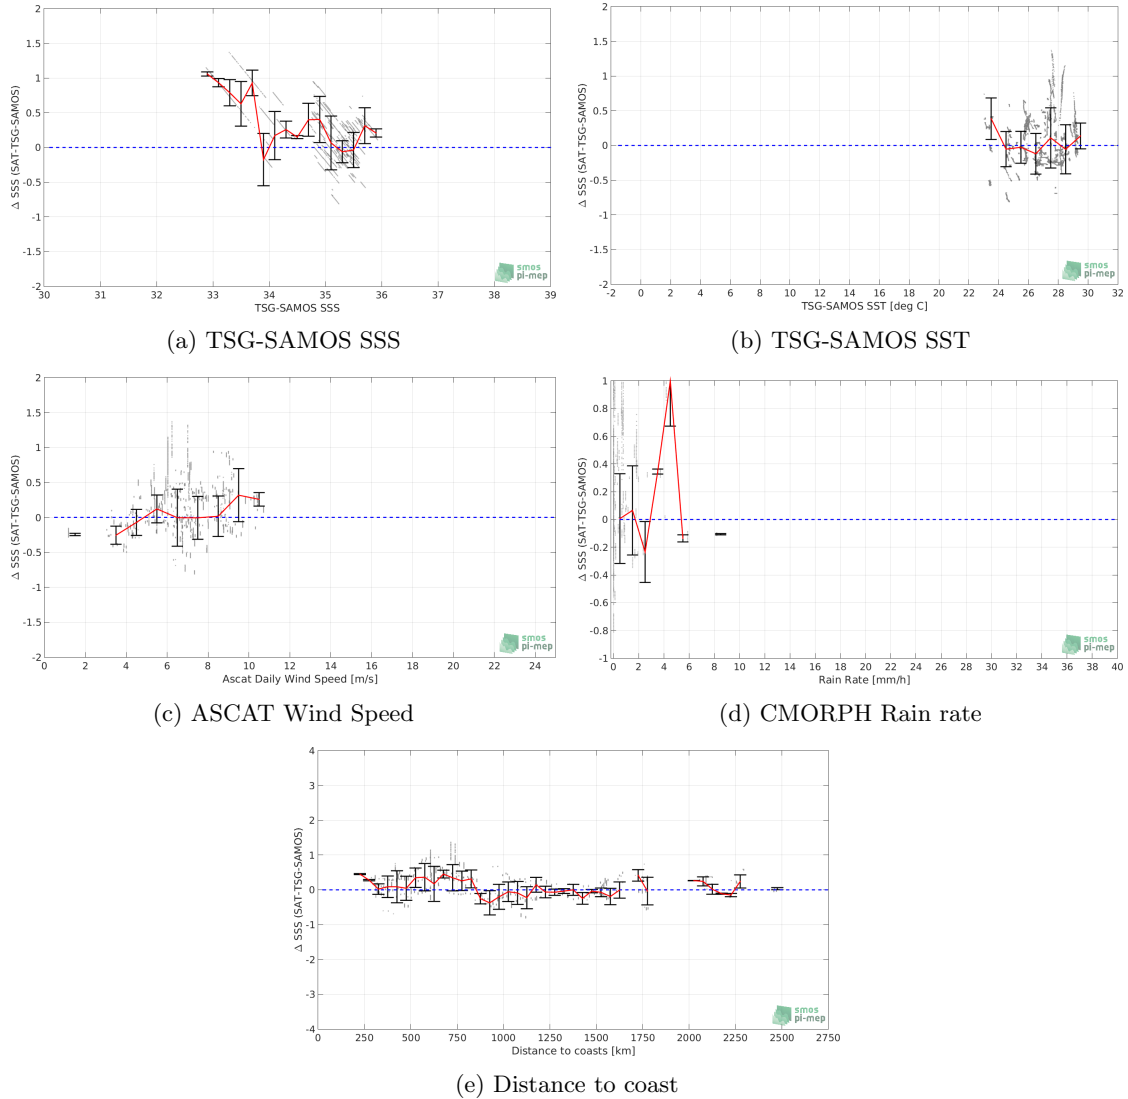 2
1.5
1
0.5
0
-0.5
-1
-1.5
-2
Δ SSS (SAT-TSG-SAMOS)
30 31 32 33 34 35 36 37 38 39
TSG-SAMOS SSS
smos
pi-mep
(a) TSG-SAMOS SSS
2
1.5
1
0.5
0
-0.5
-1
-1.5
-2
Δ SSS (SAT-TSG-SAMOS)
-2 0 2 4 6 8 10 12 14 16 18 20 22 24 26 28 30 32
TSG-SAMOS SST [deg C]
smos
pi-mep
(b) TSG-SAMOS SST
2
1.5
1
0.5
0
-0.5
-1
-1.5
-2
Δ SSS (SAT-TSG-SAMOS)
0 2 4 6 8 10 12 14 16 18 20 22 24
Ascat Daily Wind Speed [m/s]
smos
pi-mep
(c) ASCAT Wind Speed
1
0.8
0.6
0.4
0.2
0
-0.2
-0.4
-0.6
-0.8
-1
Δ SSS (SAT-TSG-SAMOS)
0 2 4 6 8 10 12 14 16 18 20 22 24 26 28 30 32 34 36 38 40
Rain Rate [mm/h]
smos
pi-mep
(d) CMORPH Rain rate
4
3
2
1
0
-1
-2
-3
-4
Δ SSS (SAT-TSG-SAMOS)
0 250 500 750 1000 1250 1500 1750 2000 2250 2500 2750
Distance to coasts [km]
smos
pi-mep
(e) Distance to coast